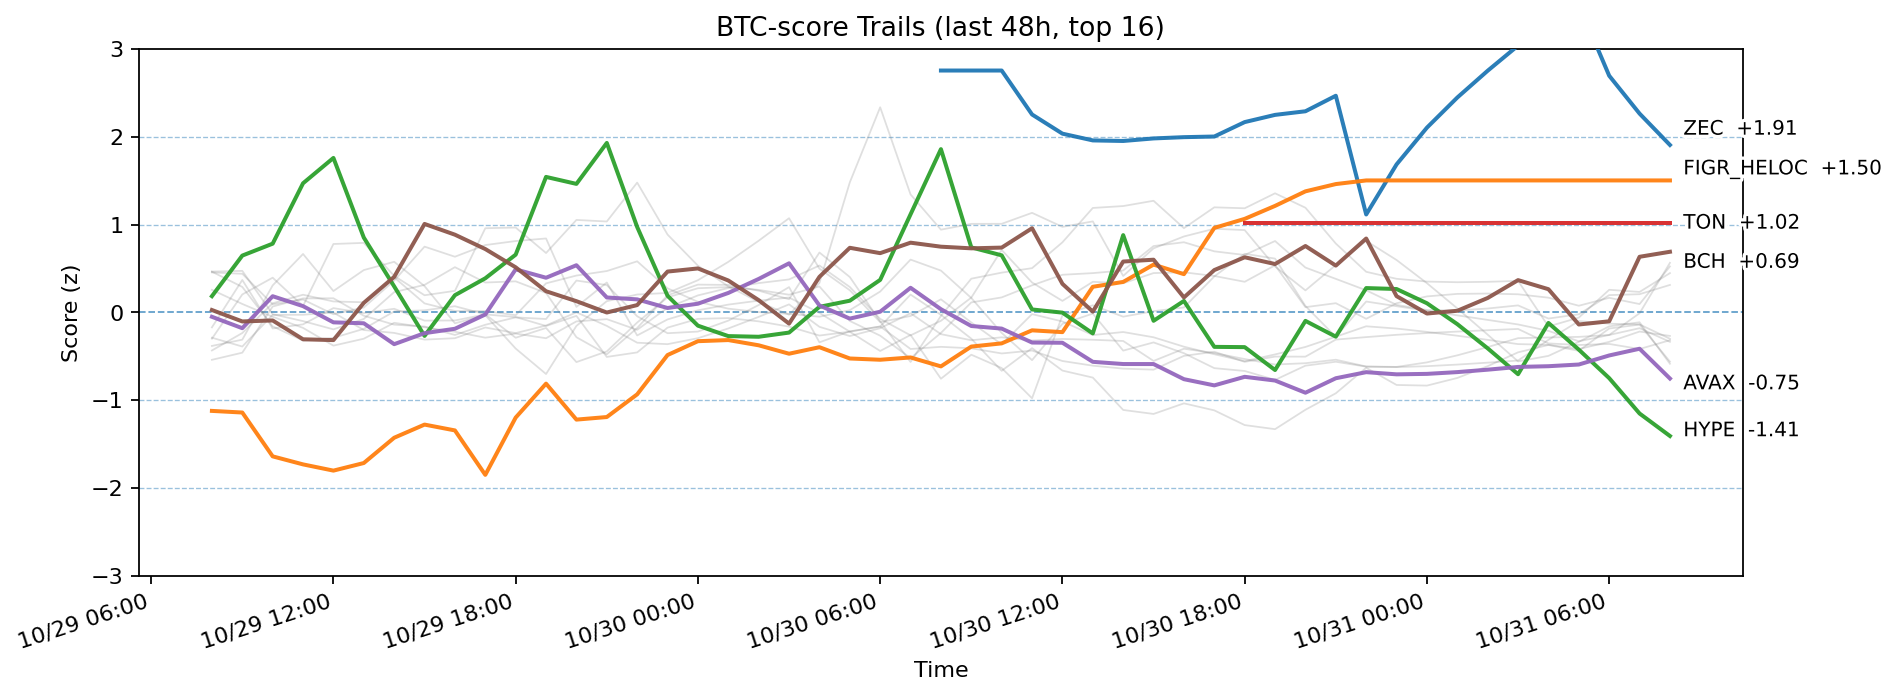 BTC-score Trails (last 48h, top 16)
Score (z)
3
2
1
0
−1
−2
−3
ZEC +1.91
FIGR_HELOC +1.50
TON +1.02
BCH +0.69
AVAX -0.75
HYPE -1.41
10/29 06:00
10/29 12:00
10/29 18:00
10/30 00:00
10/30 06:00
10/30 12:00
10/30 18:00
10/31 00:00
10/31 06:00
Time